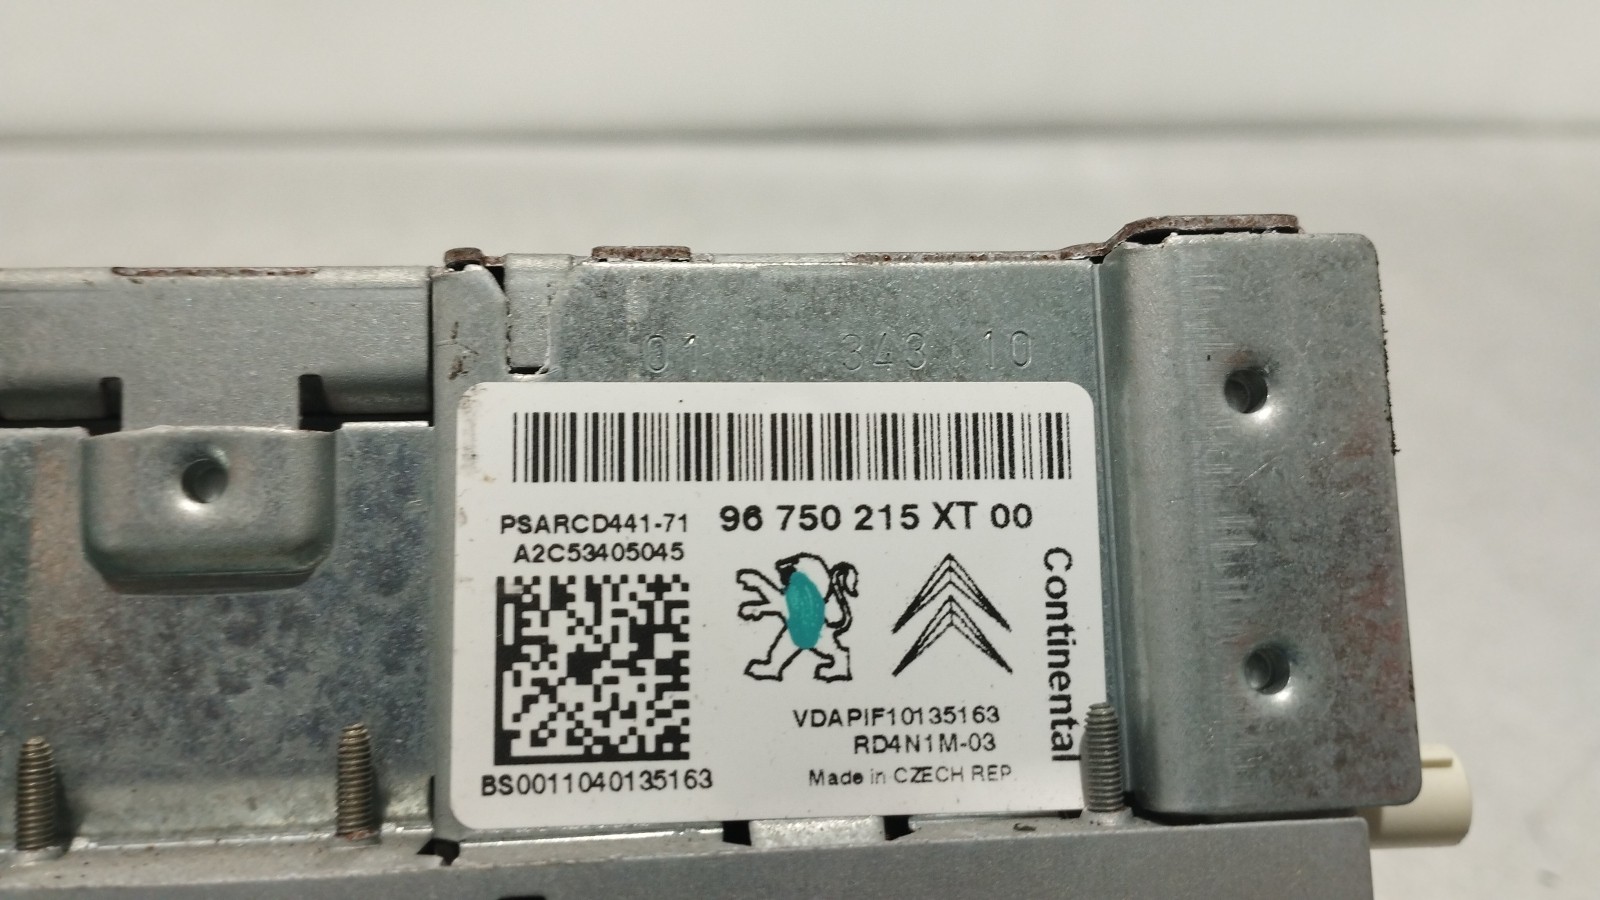 01 343 10
PSARCD441-71
96 750 215 XT 00
A2C53405045
Continental
VDAPIF10135163
RD4N1M-03
Made in CZECH REP.
BS0011040135163